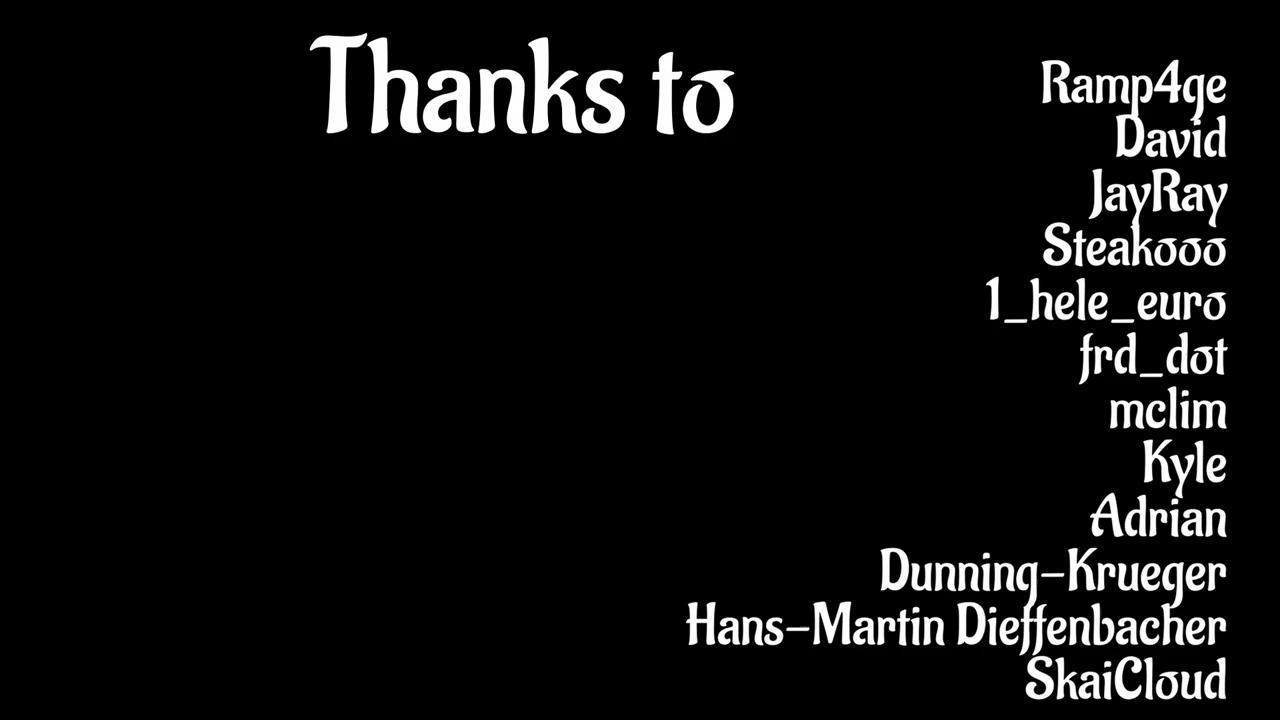 Thanks to
Ramp4ge
David
JayRay
Steakooo
1_hele_euro
frd_dot
mclim
Kyle
Adrian
Dunning-Krueger
Hans-Martin Dieffenbacher
SkaiCloud